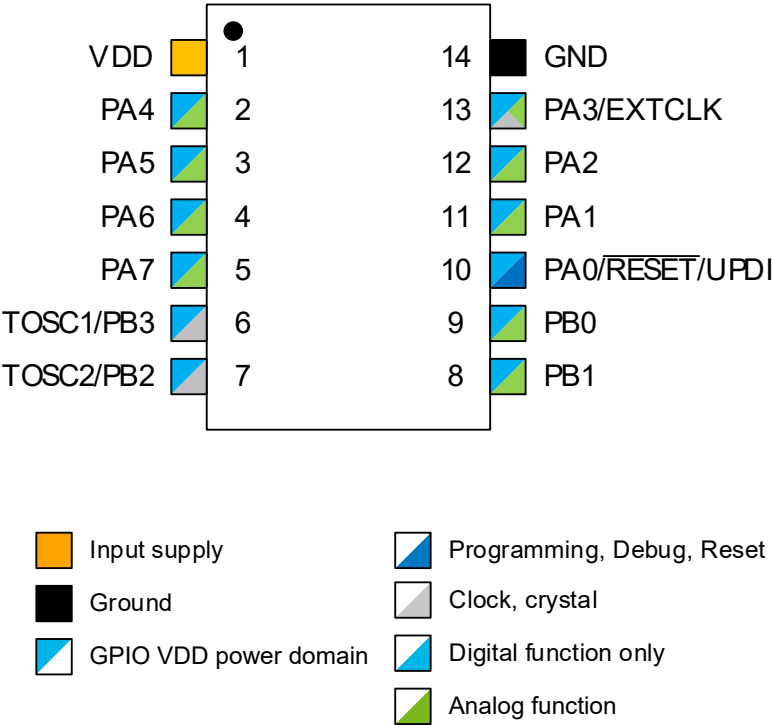 VDD 1 14 GND
PA4 2 13 PA3/EXTCLK
PA5 3 12 PA2
PA6 4 11 PA1
PA7 5 10 PA0/RESET/UPDI
TOSC1/PB3 6 9 PB0
TOSC2/PB2 7 8 PB1
Input supply
Ground
GPIO VDD power domain
Programming, Debug, Reset
Clock, crystal
Digital function only
Analog function